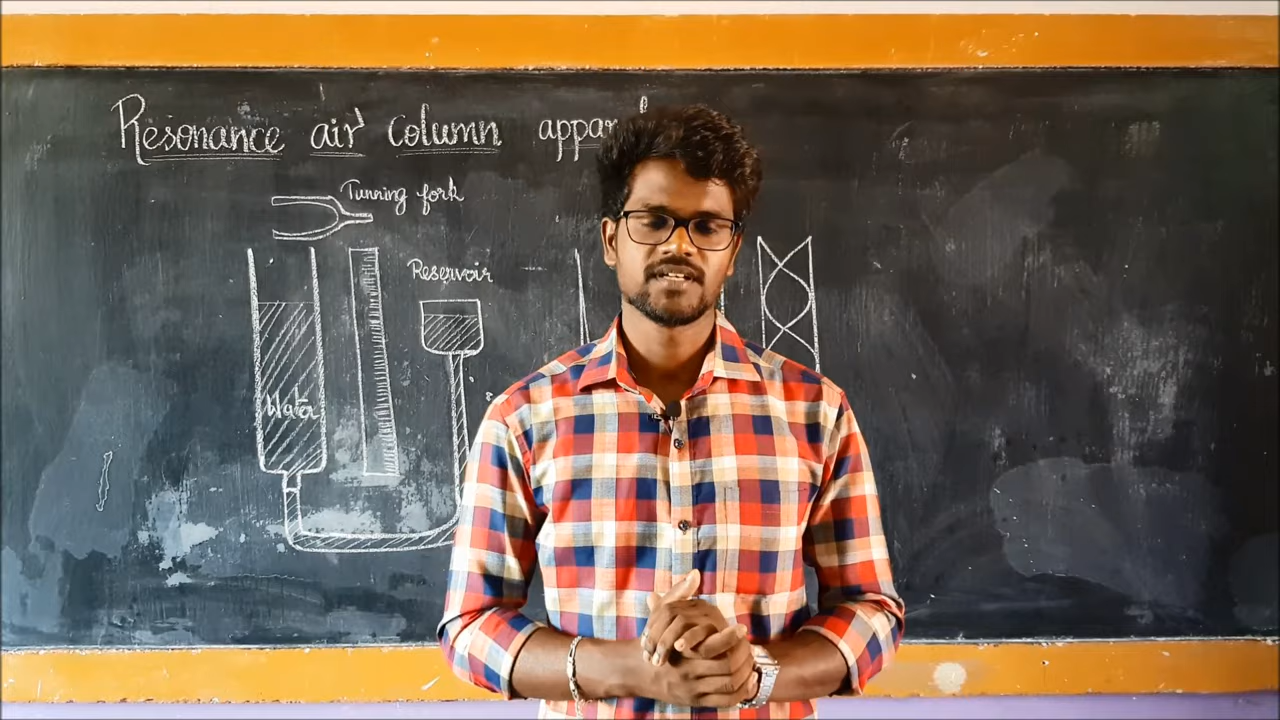 Resonance air column
Tunning fork
Reservoir
Water